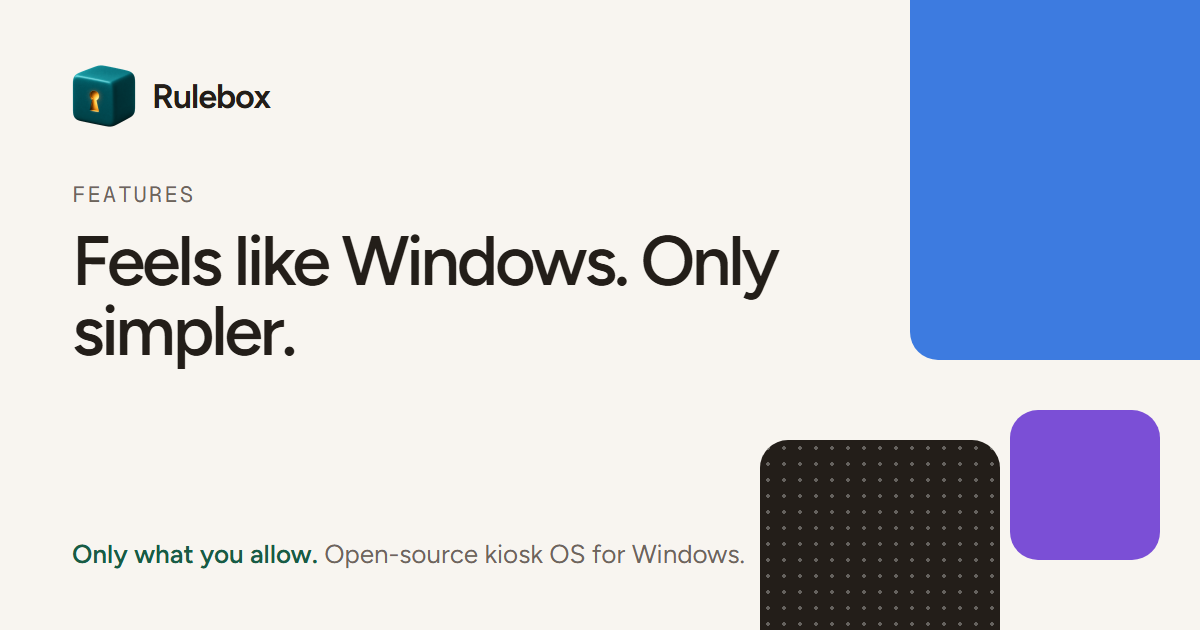 Rulebox
FEATURES
Feels like Windows. Only
simpler.
Only what you allow. Open-source kiosk OS for Windows.